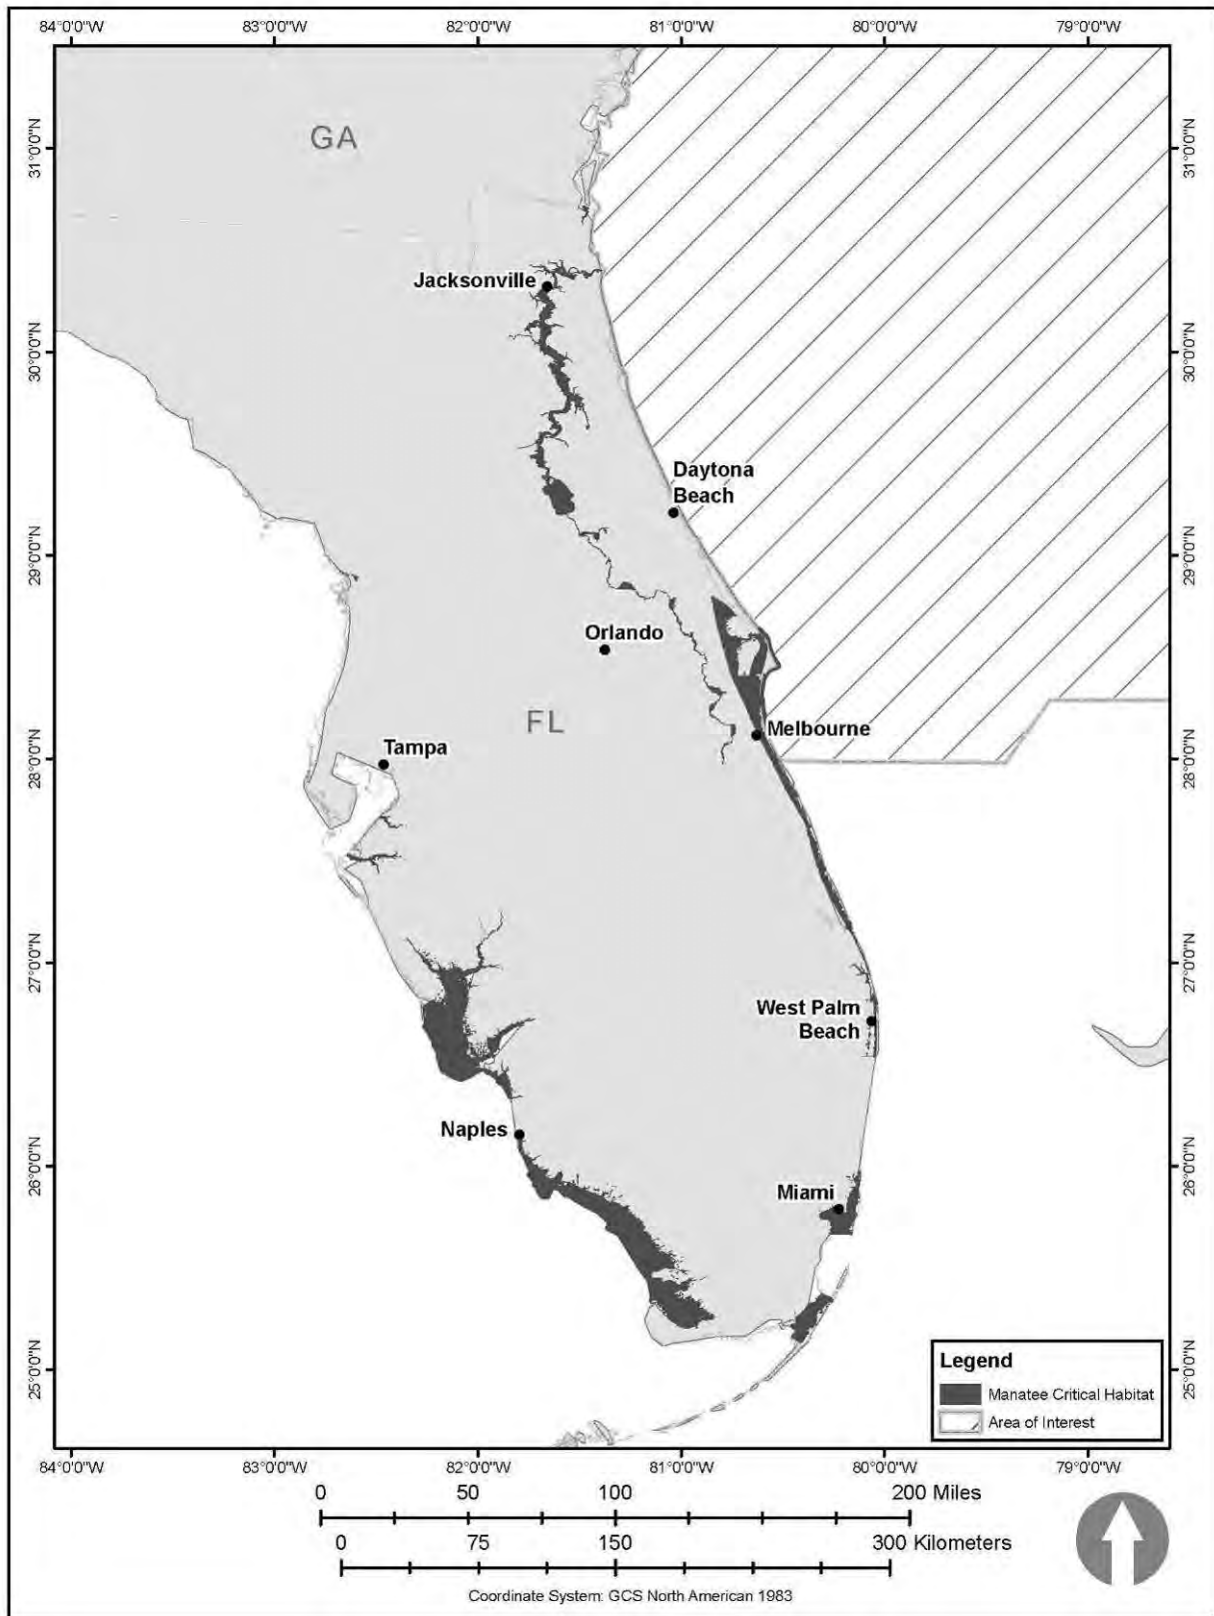 84°0'0"W 83°0'0"W 82°0'0"W 81°0'0"W 80°0'0"W 79°0'0"W
31°0'0"N
30°0'0"N
29°0'0"N
28°0'0"N
27°0'0"N
26°0'0"N
25°0'0"N
GA
Jacksonville
Daytona
Beach
Orlando
FL
Melbourne
Tampa
West Palm
Beach
Naples
Miami
31°0'0"N
30°0'0"N
29°0'0"N
28°0'0"N
27°0'0"N
26°0'0"N
25°0'0"N
Legend
Manatee Critical Habitat
Area of Interest
84°0'0"W 83°0'0"W 82°0'0"W 81°0'0"W 80°0'0"W 79°0'0"W
0 50 100 200 Miles
0 75 150 300 Kilometers
Coordinate System: GCS North American 1983